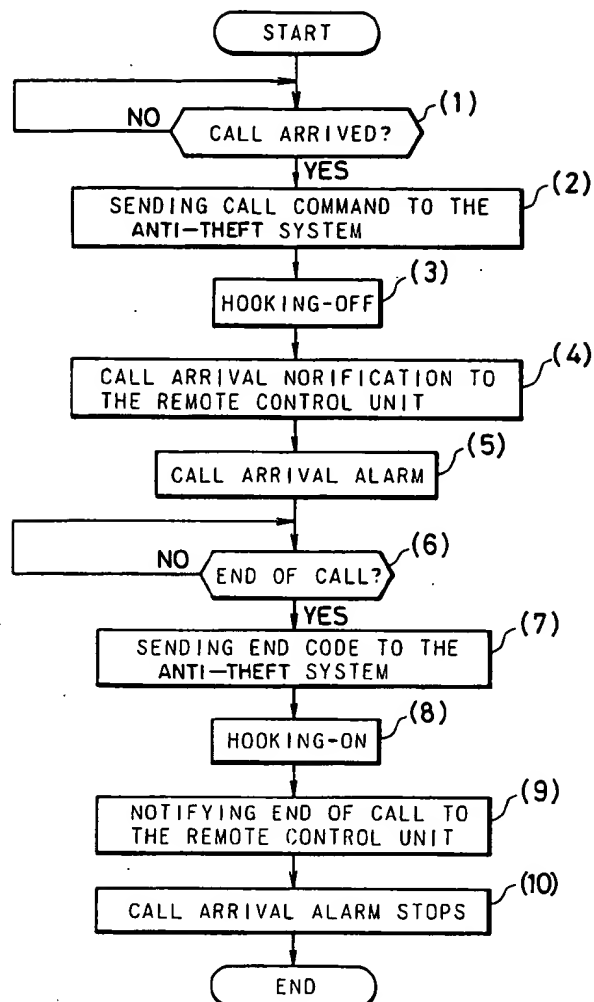 START
(1)
NO
CALL ARRIVED?
YES
(2)
SENDING CALL COMMAND TO THE
ANTI-THEFT SYSTEM
(3)
HOOKING-OFF
(4)
CALL ARRIVAL NORIFICATION TO
THE REMOTE CONTROL UNIT
(5)
CALL ARRIVAL ALARM
(6)
NO
END OF CALL?
YES
(7)
SENDING END CODE TO THE
ANTI-THEFT SYSTEM
(8)
HOOKING-ON
(9)
NOTIFYING END OF CALL TO
THE REMOTE CONTROL UNIT
(10)
CALL ARRIVAL ALARM STOPS
END